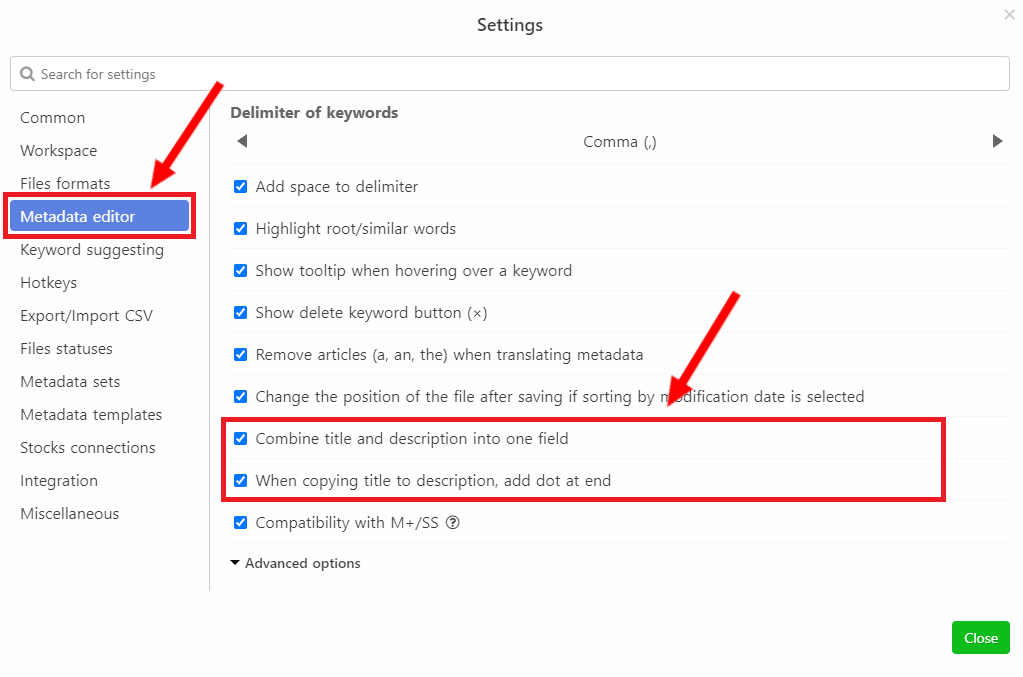 Settings
Search for settings
Common
Workspace
Files formats
Metadata editor
Keyword suggesting
Hotkeys
Export/Import CSV
Files statuses
Metadata sets
Metadata templates
Stocks connections
Integration
Miscellaneous
Delimiter of keywords
Comma (,)
Add space to delimiter
Highlight root/similar words
Show tooltip when hovering over a keyword
Show delete keyword button (×)
Remove articles (a, an, the) when translating metadata
Change the position of the file after saving if sorting by modification date is selected
Combine title and description into one field
When copying title to description, add dot at end
Compatibility with M+/SS ?
Advanced options
Close